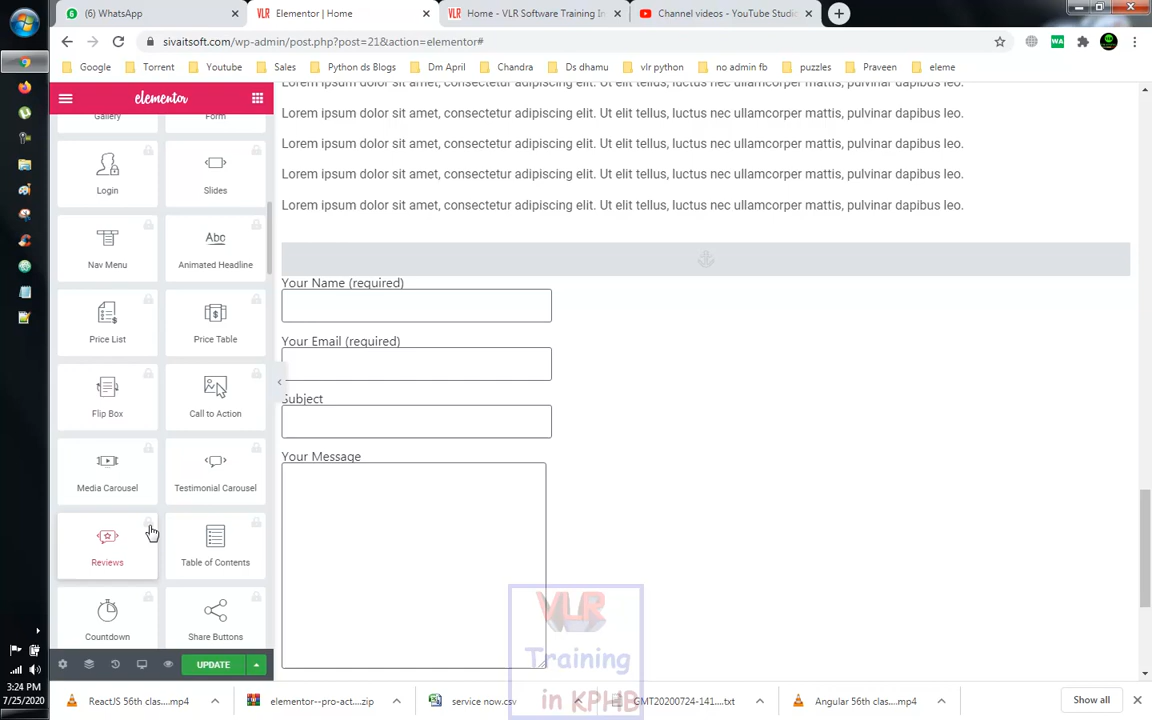 (6) WhatsApp
Elementor | Home
Home - VLR Software Training In
Channel videos - YouTube Studio
sivaitsoft.com/wp-admin/post.php?post=21&action=elementor#
Google
Torrent
Youtube
Sales
Python ds Blogs
Dm April
Chandra
Ds dhamu
vlr python
no admin fb
puzzles
Praveen
eleme
elementor
Gallery
Form
Login
Slides
Nav Menu
Abc
Animated Headline
Price List
Price Table
Flip Box
Call to Action
Media Carousel
Testimonial Carousel
Reviews
Table of Contents
Countdown
Share Buttons
UPDATE
Lorem ipsum dolor sit amet, consectetur adipiscing elit. Ut elit tellus, luctus nec ullamcorper mattis, pulvinar dapibus leo.
Lorem ipsum dolor sit amet, consectetur adipiscing elit. Ut elit tellus, luctus nec ullamcorper mattis, pulvinar dapibus leo.
Lorem ipsum dolor sit amet, consectetur adipiscing elit. Ut elit tellus, luctus nec ullamcorper mattis, pulvinar dapibus leo.
Lorem ipsum dolor sit amet, consectetur adipiscing elit. Ut elit tellus, luctus nec ullamcorper mattis, pulvinar dapibus leo.
Lorem ipsum dolor sit amet, consectetur adipiscing elit. Ut elit tellus, luctus nec ullamcorper mattis, pulvinar dapibus leo.
Your Name (required)
Your Email (required)
Subject
Your Message
VLR
Training
in KPHB
3:24 PM
7/25/2020
ReactJS 56th clas....mp4
elementor--pro-act....zip
service now.csv
GMT20200724-141....txt
Angular 56th clas....mp4
Show all